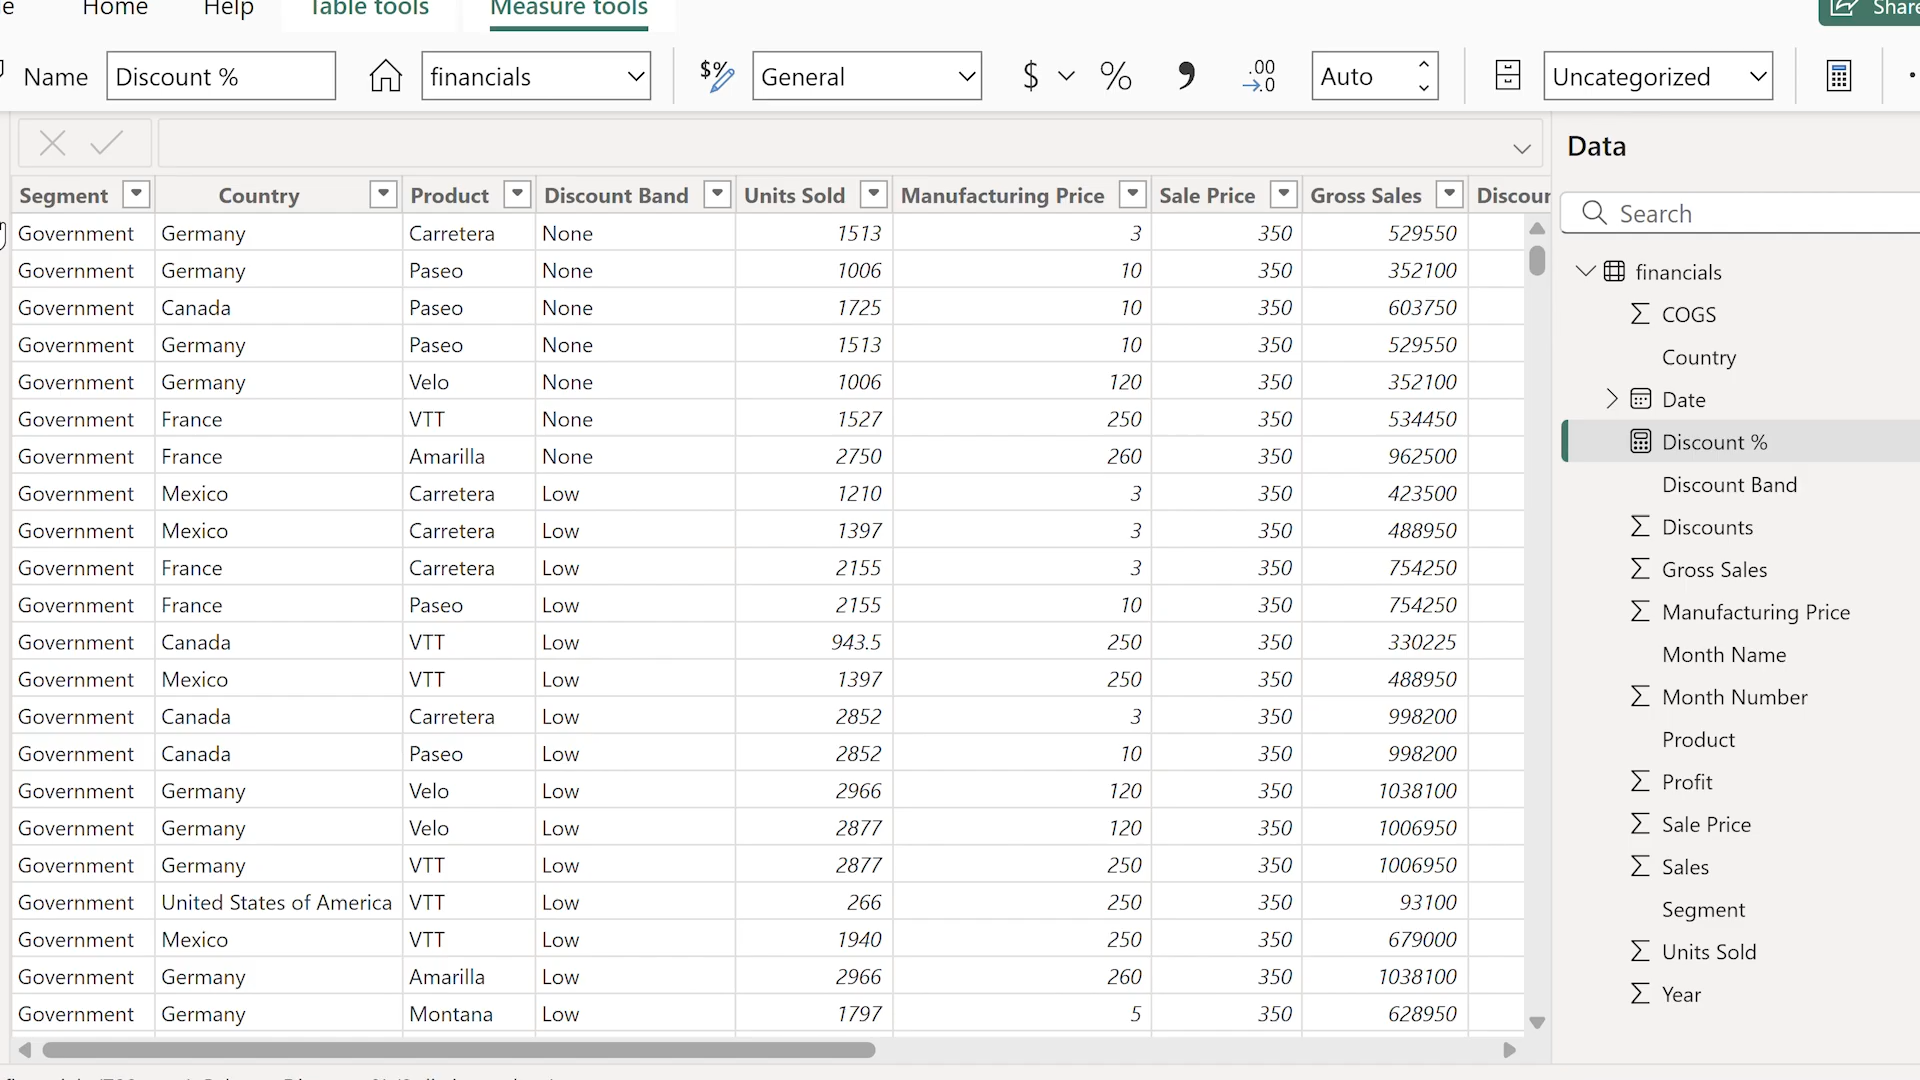 Home Help Table tools Measure tools Share
Name Discount % financials $% General $ % .00 →.0 Auto Uncategorized
Data
Segment Country Product Discount Band Units Sold Manufacturing Price Sale Price Gross Sales Discoun
Search
Government Germany Carretera None 1513 3 350 529550
Government Germany Paseo None 1006 10 350 352100
Government Canada Paseo None 1725 10 350 603750
Government Germany Paseo None 1513 10 350 529550
Government Germany Velo None 1006 120 350 352100
Government France VTT None 1527 250 350 534450
Government France Amarilla None 2750 260 350 962500
Government Mexico Carretera Low 1210 3 350 423500
Government Mexico Carretera Low 1397 3 350 488950
Government France Carretera Low 2155 3 350 754250
Government France Paseo Low 2155 10 350 754250
Government Canada VTT Low 943.5 250 350 330225
Government Mexico VTT Low 1397 250 350 488950
Government Canada Carretera Low 2852 3 350 998200
Government Canada Paseo Low 2852 10 350 998200
Government Germany Velo Low 2966 120 350 1038100
Government Germany Velo Low 2877 120 350 1006950
Government Germany VTT Low 2877 250 350 1006950
Government United States of America VTT Low 266 250 350 93100
Government Mexico VTT Low 1940 250 350 679000
Government Germany Amarilla Low 2966 260 350 1038100
Government Germany Montana Low 1797 5 350 628950
financials
COGS
Country
Date
Discount %
Discount Band
Discounts
Gross Sales
Manufacturing Price
Month Name
Month Number
Product
Profit
Sale Price
Sales
Segment
Units Sold
Year